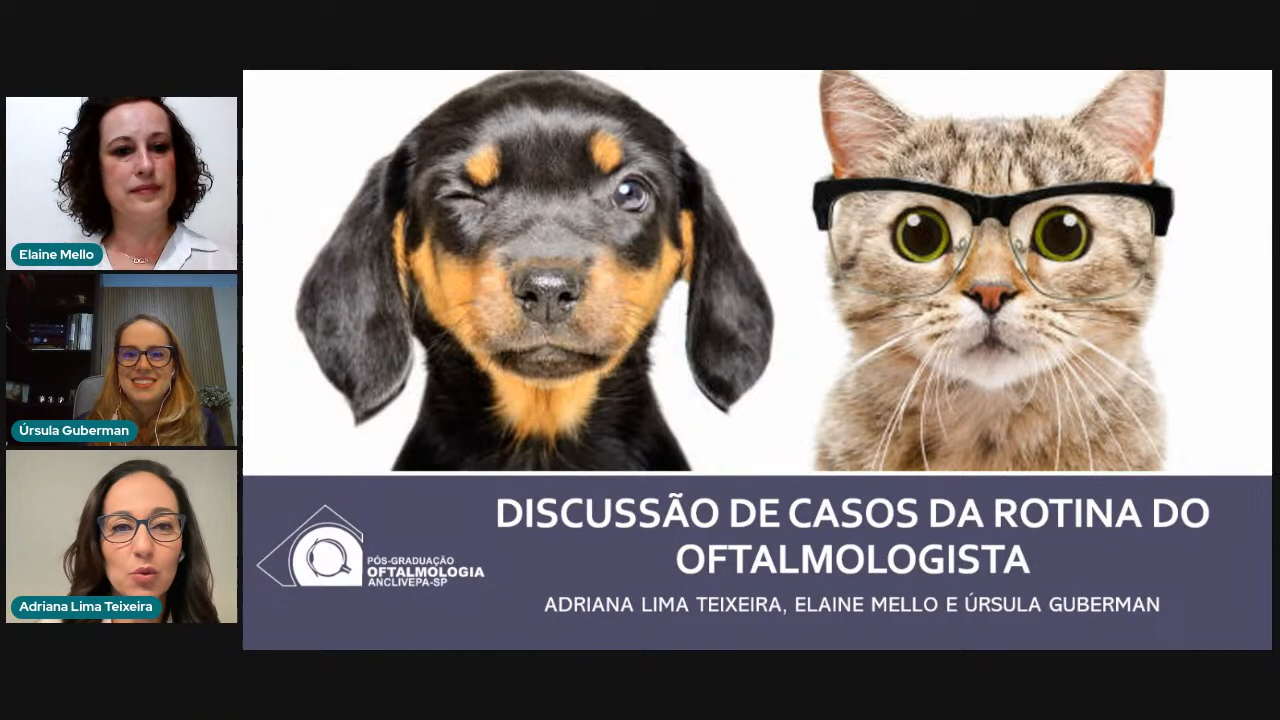 Elaine Mello
Úrsula Guberman
Adriana Lima Teixeira
DISCUSSÃO DE CASOS DA ROTINA DO
OFTALMOLOGISTA
PÓS-GRADUAÇÃO
OFTALMOLOGIA
ANCLIVEPA-SP
ADRIANA LIMA TEIXEIRA, ELAINE MELLO E ÚRSULA GUBERMAN